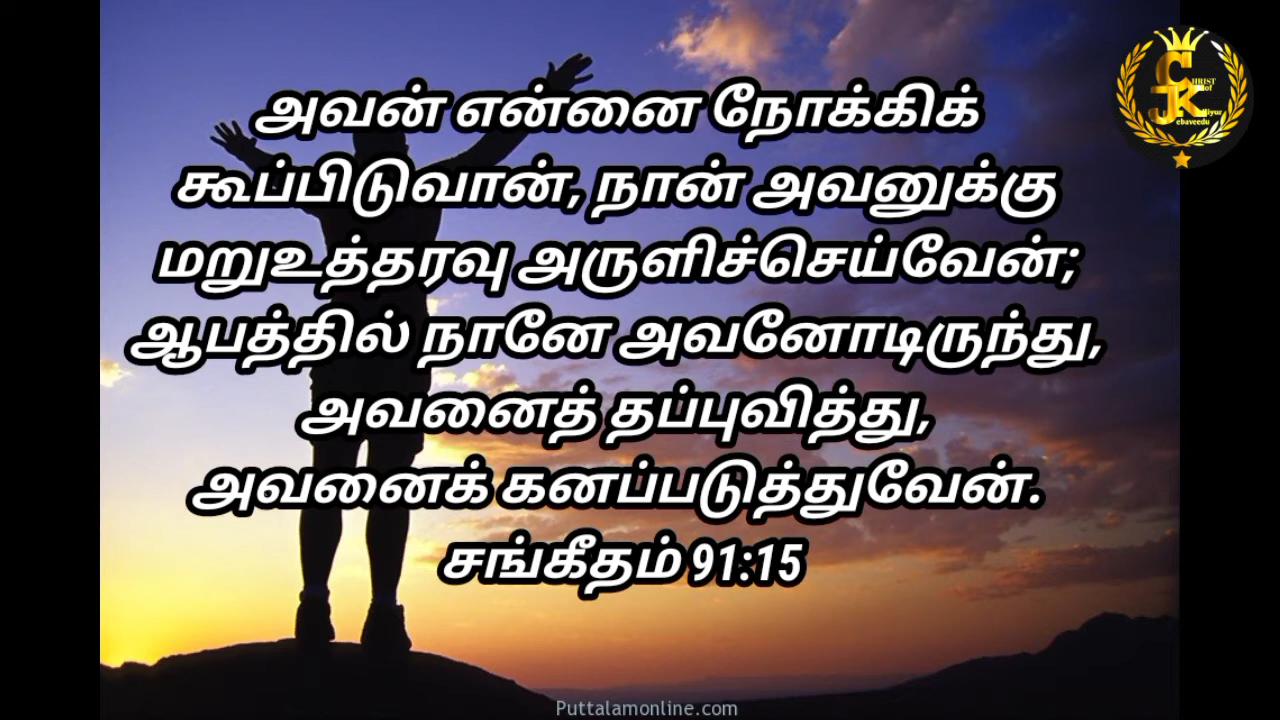 அவன் என்னை நோக்கிக்
கூப்பிடுவான், நான் அவனுக்கு
மறுஉத்தரவு அருளிச்செய்வேன்;
ஆபத்தில் நானே அவனோடிருந்து,
அவனைத் தப்புவித்து,
அவனைக் கனப்படுத்துவேன்.
சங்கீதம் 91:15
Puttalamonline.com